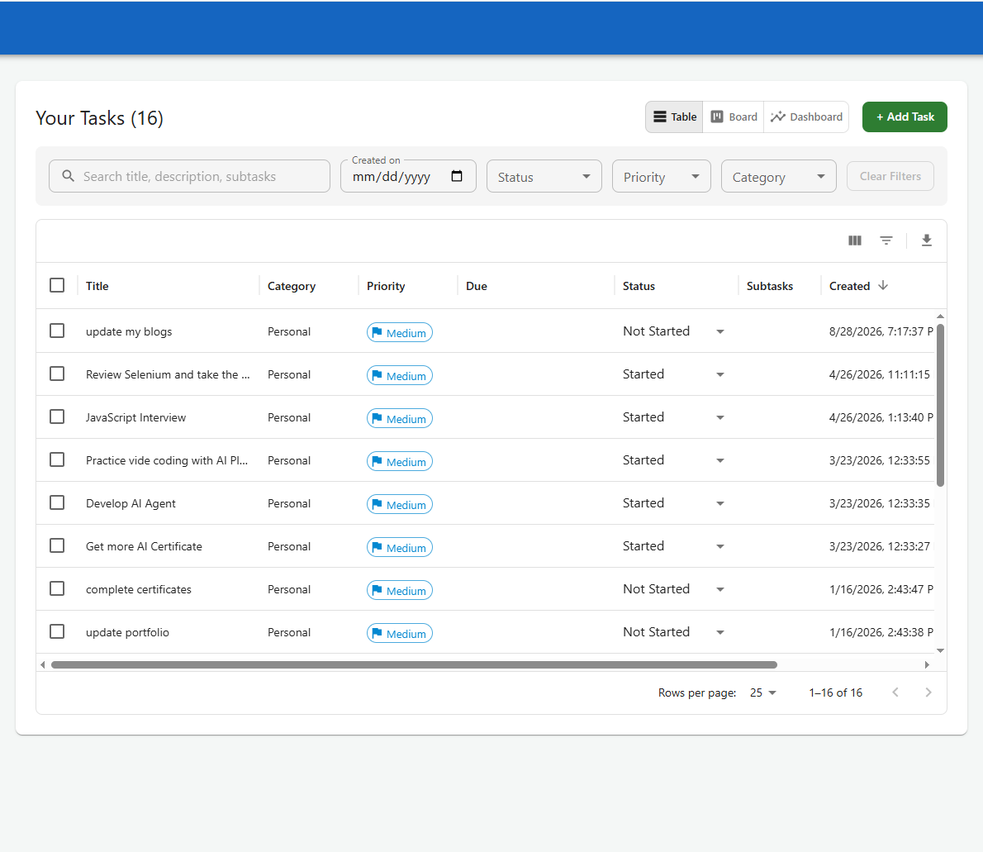 Your Tasks (16)
Table
Board
Dashboard
+ Add Task
Search title, description, subtasks
Created on
mm/dd/yyyy
Status
Priority
Category
Clear Filters
Title Category Priority Due Status Subtasks Created
update my blogs Personal Medium Not Started 8/28/2026, 7:17:37 P
Review Selenium and take the ... Personal Medium Started 4/26/2026, 11:11:15
JavaScript Interview Personal Medium Started 4/26/2026, 1:13:40 P
Practice vide coding with AI Pl... Personal Medium Started 3/23/2026, 12:33:55
Develop AI Agent Personal Medium Started 3/23/2026, 12:33:35
Get more AI Certificate Personal Medium Started 3/23/2026, 12:33:27
complete certificates Personal Medium Not Started 1/16/2026, 2:43:47 P
update portfolio Personal Medium Not Started 1/16/2026, 2:43:38 P
Rows per page: 25 1–16 of 16